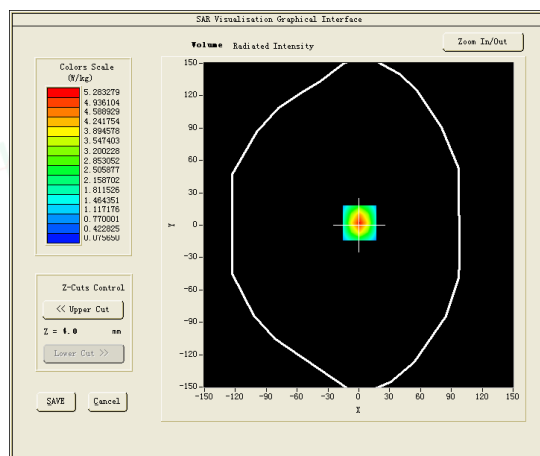 SAR Visualisation Graphical Interface
Volume Radiated Intensity
Zoom In/Out
Colors Scale
(W/kg)
5.283279
4.936104
4.588929
4.241754
3.894578
3.547403
3.200228
2.853052
2.505877
2.158702
1.811526
1.464351
1.117176
0.770001
0.422825
0.075650
Z-Cuts Control
<< Upper Cut
Z = 4.0 mm
Lower Cut >>
SAVE
Cancel
150
120
90
60
30
0
-30
-60
-90
-120
-150
Y
-150 -120 -90 -60 -30 0 30 60 90 120 150
X